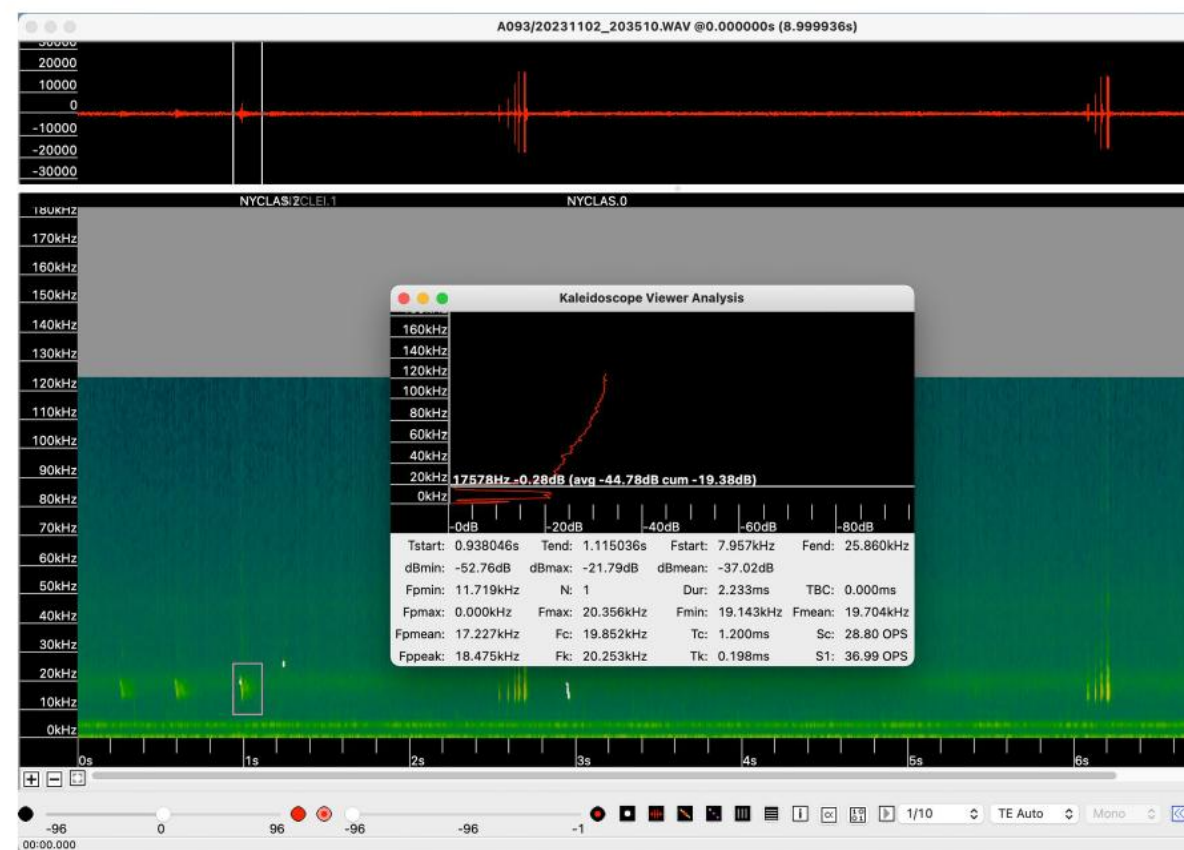 A093/20231102_203510.WAV @0.000000s (8.999936s)
20000
10000
0
-10000
-20000
-30000
NYCLAS.0
180kHz
170kHz
160kHz
150kHz
140kHz
130kHz
120kHz
110kHz
100kHz
90kHz
80kHz
70kHz
60kHz
50kHz
40kHz
30kHz
20kHz
10kHz
0kHz
Kaleidoscope Viewer Analysis
160kHz
140kHz
120kHz
100kHz
80kHz
60kHz
40kHz
20kHz 17578Hz -0.28dB (avg -44.78dB cum -19.38dB)
0kHz
-0dB -20dB -40dB -60dB -80dB
Tstart: 0.938046s Tend: 1.115036s Fstart: 7.957kHz Fend: 25.860kHz
dBmin: -52.76dB dBmax: -21.79dB dBmean: -37.02dB
Fpmin: 11.719kHz N: 1 Dur: 2.233ms TBC: 0.000ms
Fpmax: 0.000kHz Fmax: 20.356kHz Fmin: 19.143kHz Fmean: 19.704kHz
Fpmean: 17.227kHz Fc: 19.852kHz Tc: 1.200ms Sc: 28.80 OPS
Fppeak: 18.475kHz Fk: 20.253kHz Tk: 0.198ms S1: 36.99 OPS
0s 1s 2s 3s 4s 5s 6s
1/10 TE Auto Mono
-96 0 96 -96 -96 -1
00:00.000